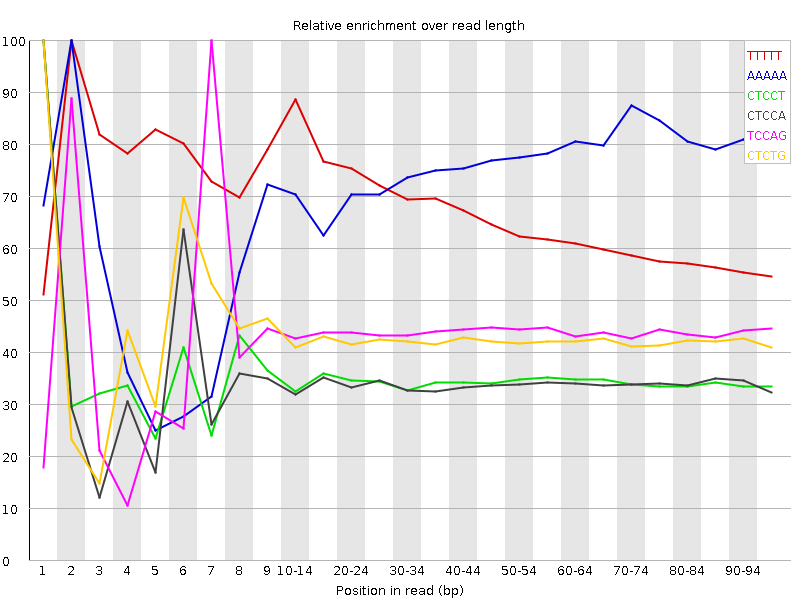 Relative enrichment over read length
100
90
80
70
60
50
40
30
20
10
0
TTTTT
AAAAA
CTCCT
CTCCA
TCCAG
CTCTG
1 2 3 4 5 6 7 8 9 10-14 20-24 30-34 40-44 50-54 60-64 70-74 80-84 90-94
Position in read (bp)